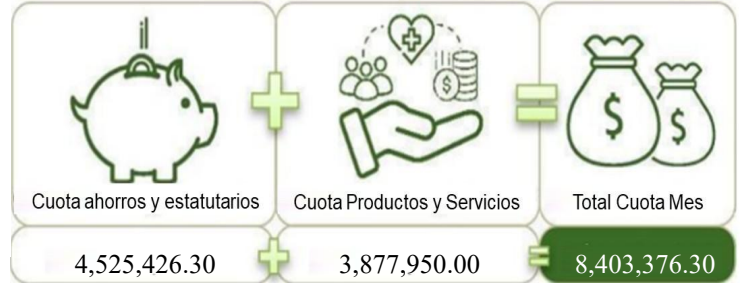 Cuota ahorros y estatutarios
Cuota Productos y Servicios
Total Cuota Mes
4,525,426.30
3,877,950.00
8,403,376.30